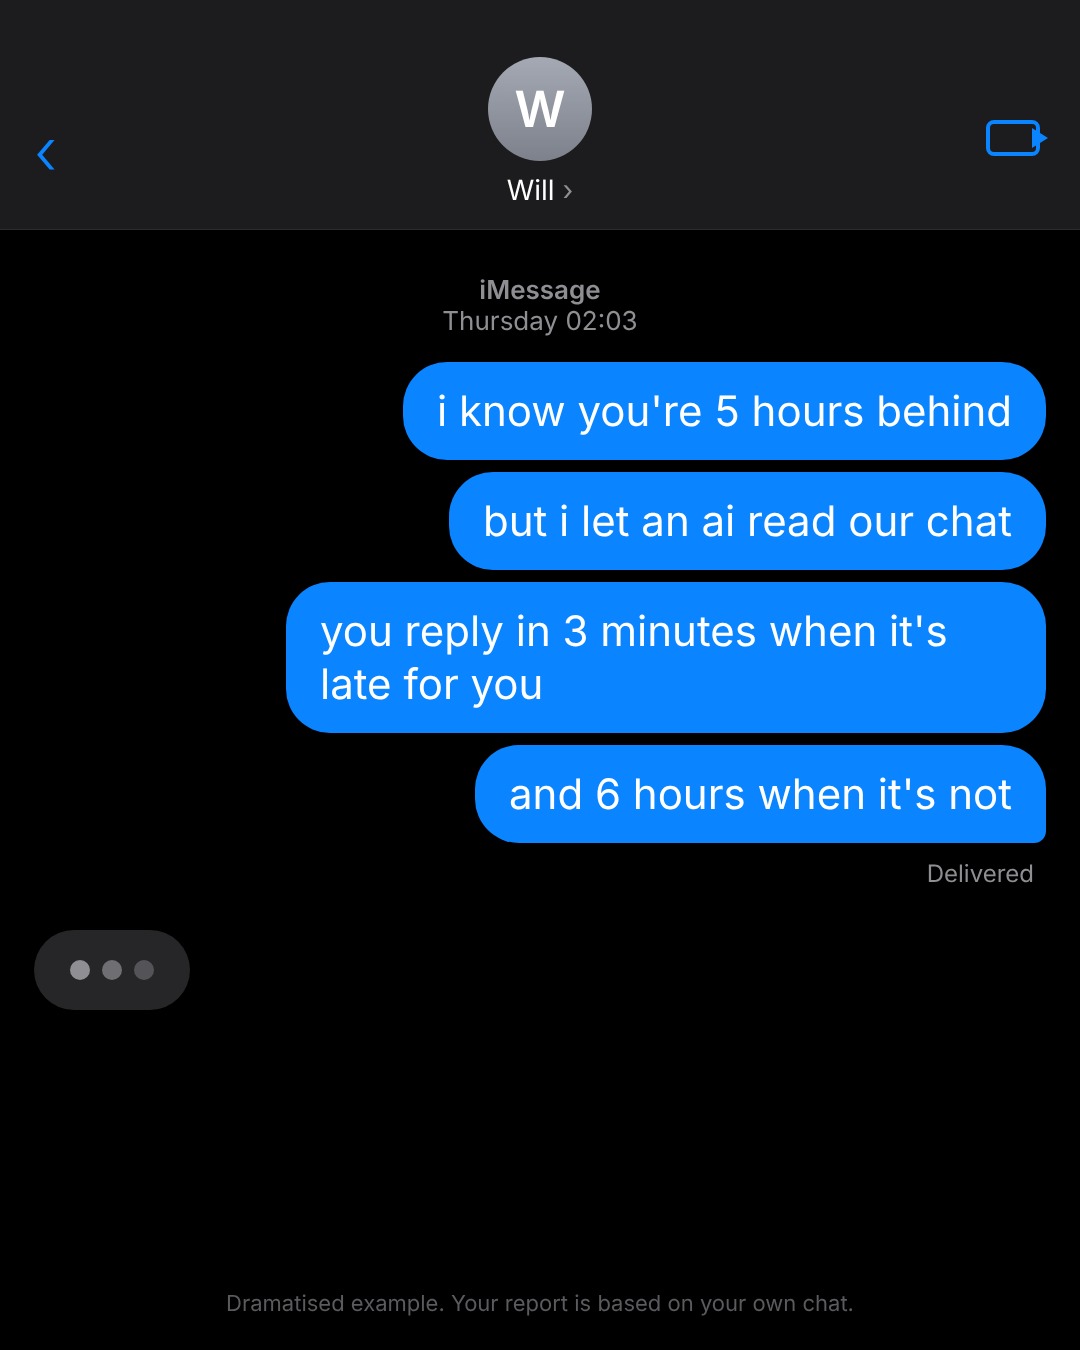 W
Will ›
iMessage
Thursday 02:03
i know you're 5 hours behind
but i let an ai read our chat
you reply in 3 minutes when it's
late for you
and 6 hours when it's not
Delivered
Dramatised example. Your report is based on your own chat.